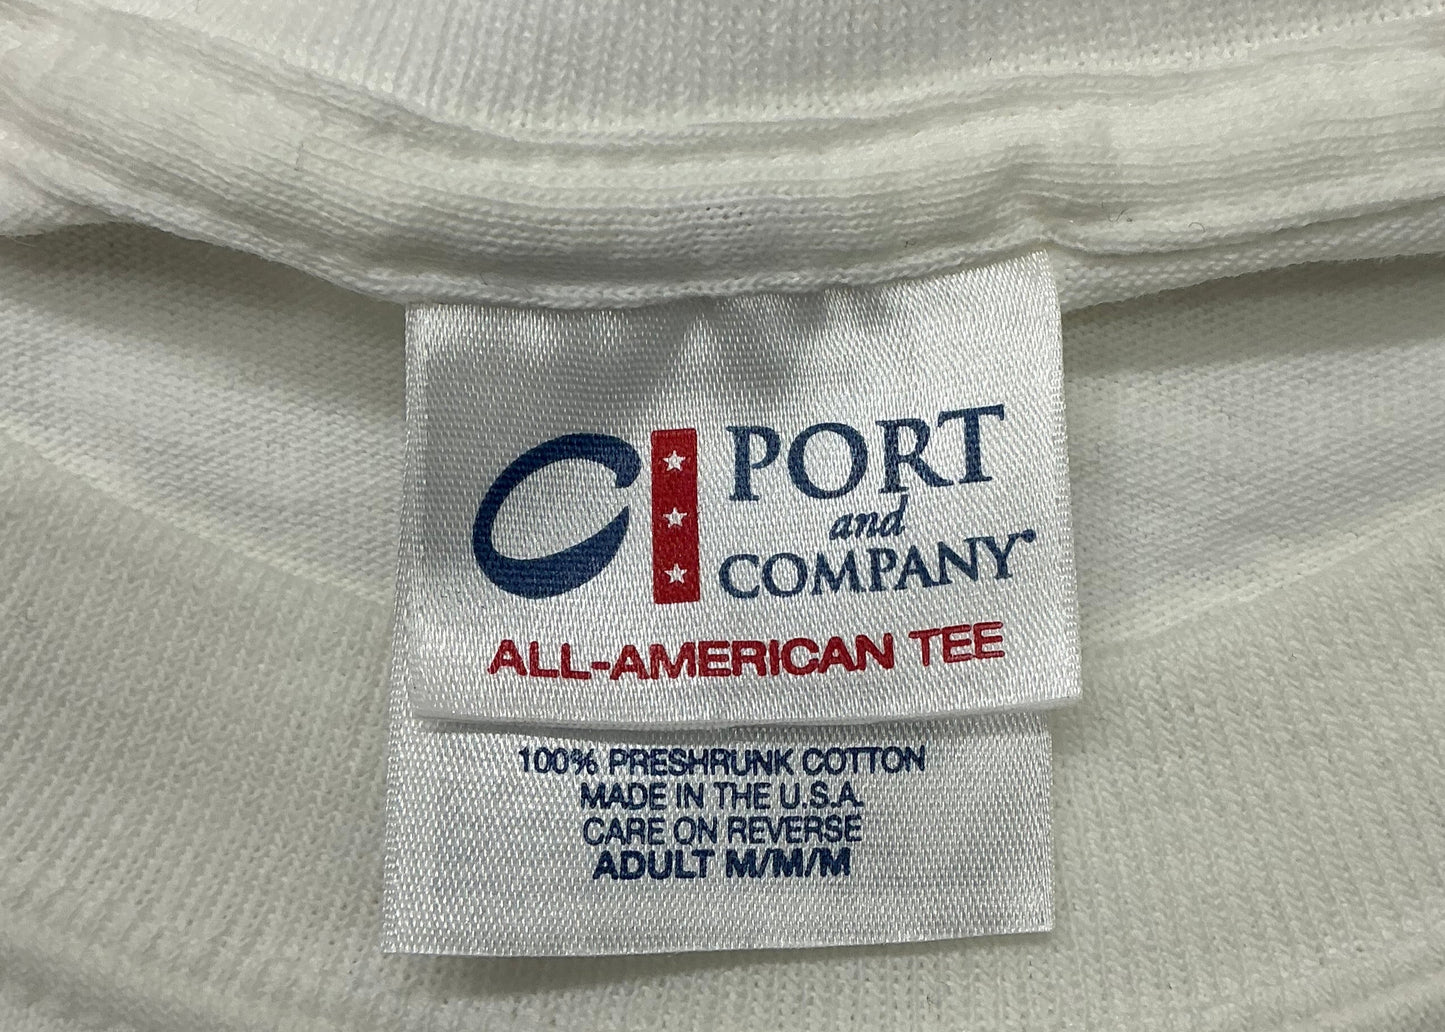 PORT
and
COMPANY®
ALL-AMERICAN TEE
100% PRESHRUNK COTTON
MADE IN THE U.S.A.
CARE ON REVERSE
ADULT M/M/M